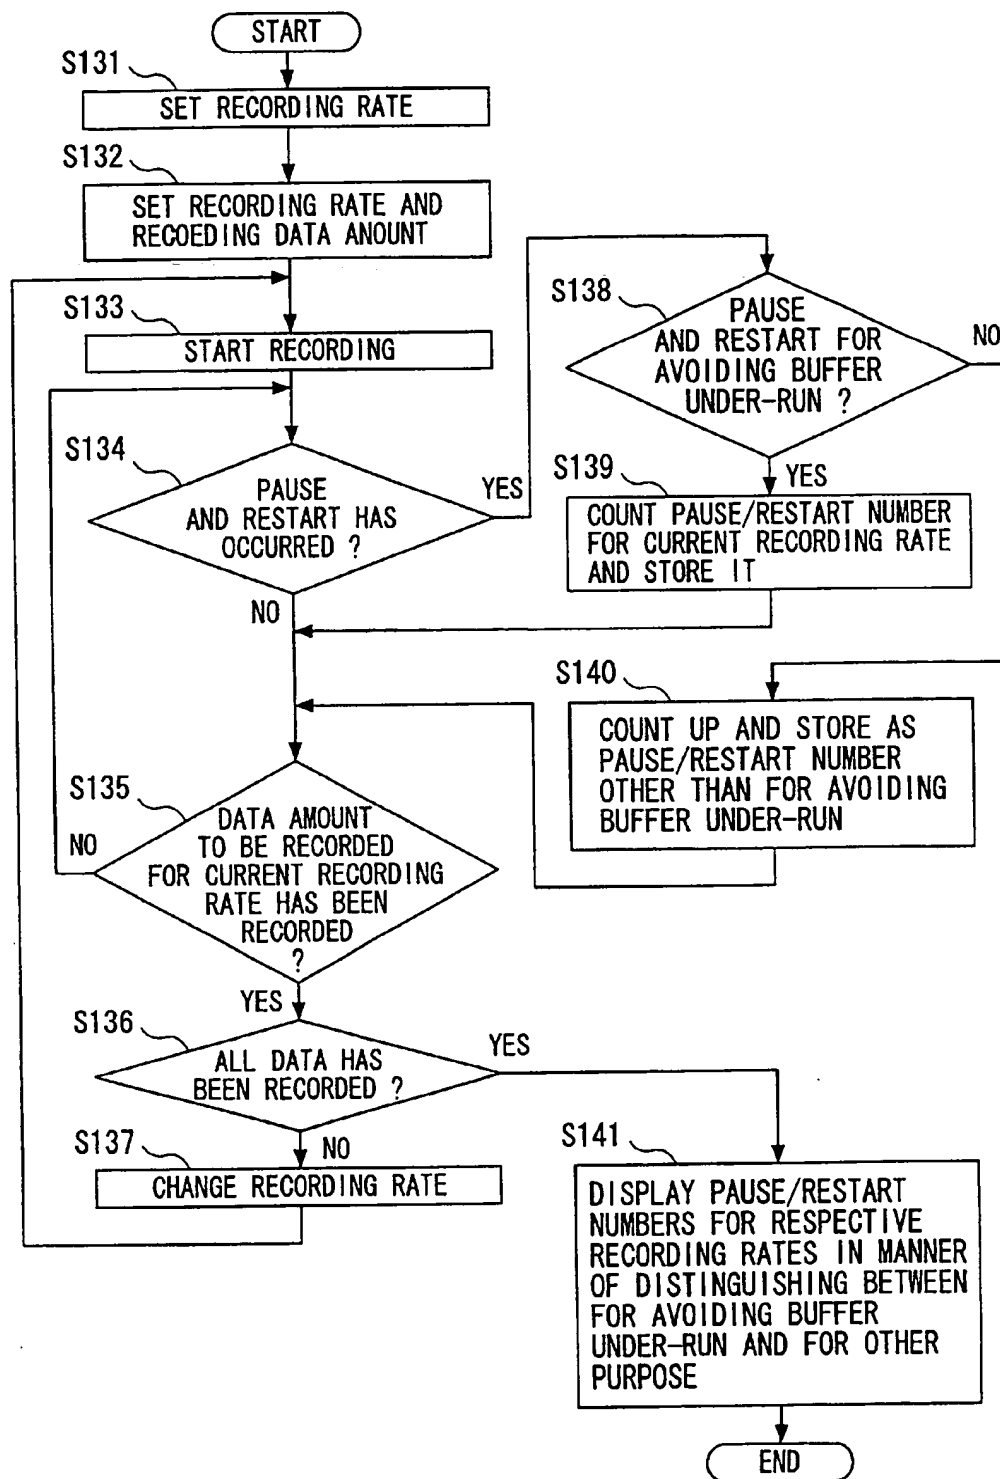 START
S131
SET RECORDING RATE
S132
SET RECORDING RATE AND
RECOEDING DATA AMOUNT
S133
START RECORDING
S134
PAUSE
AND RESTART HAS
OCCURRED ?
YES
NO
S138
PAUSE
AND RESTART FOR
AVOIDING BUFFER
UNDER-RUN ?
NO
YES
S139
COUNT PAUSE/RESTART NUMBER
FOR CURRENT RECORDING RATE
AND STORE IT
S140
COUNT UP AND STORE AS
PAUSE/RESTART NUMBER
OTHER THAN FOR AVOIDING
BUFFER UNDER-RUN
S135
DATA AMOUNT
TO BE RECORDED
FOR CURRENT RECORDING
RATE HAS BEEN
RECORDED
?
NO
YES
S136
ALL DATA HAS
BEEN RECORDED ?
YES
NO
S137
CHANGE RECORDING RATE
S141
DISPLAY PAUSE/RESTART
NUMBERS FOR RESPECTIVE
RECORDING RATES IN MANNER
OF DISTINGUISHING BETWEEN
FOR AVOIDING BUFFER
UNDER-RUN AND FOR OTHER
PURPOSE
END